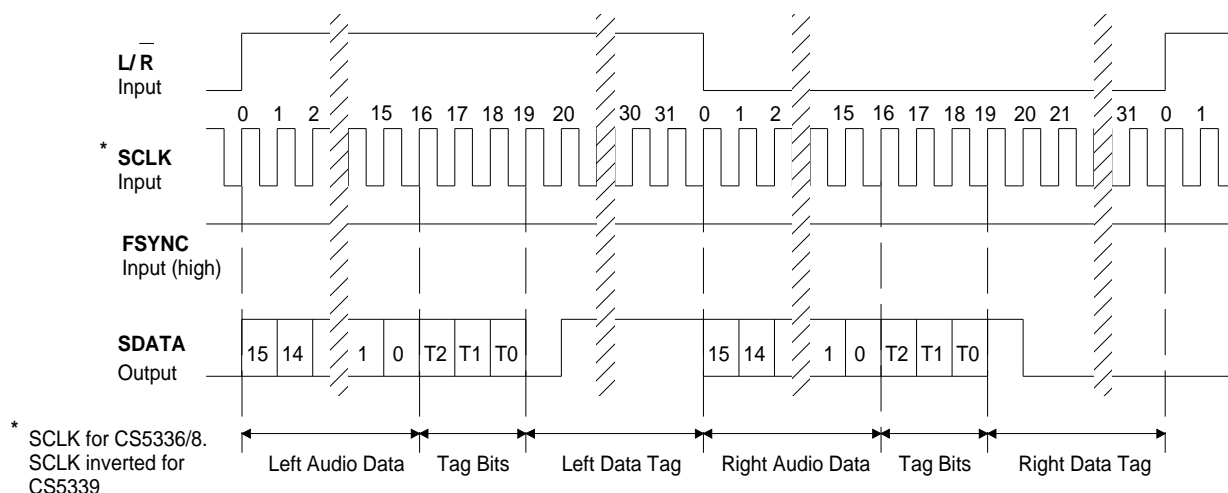 L/R̅
Input
0 1 2 15 16 17 18 19 20 30 31 0 1 2 15 16 17 18 19 20 21 31 0 1
* SCLK
Input
FSYNC
Input (high)
SDATA
Output
15 14 1 0 T2 T1 T0 15 14 1 0 T2 T1 T0
Left Audio Data Tag Bits Left Data Tag Right Audio Data Tag Bits Right Data Tag
* SCLK for CS5336/8.
SCLK inverted for
CS5339